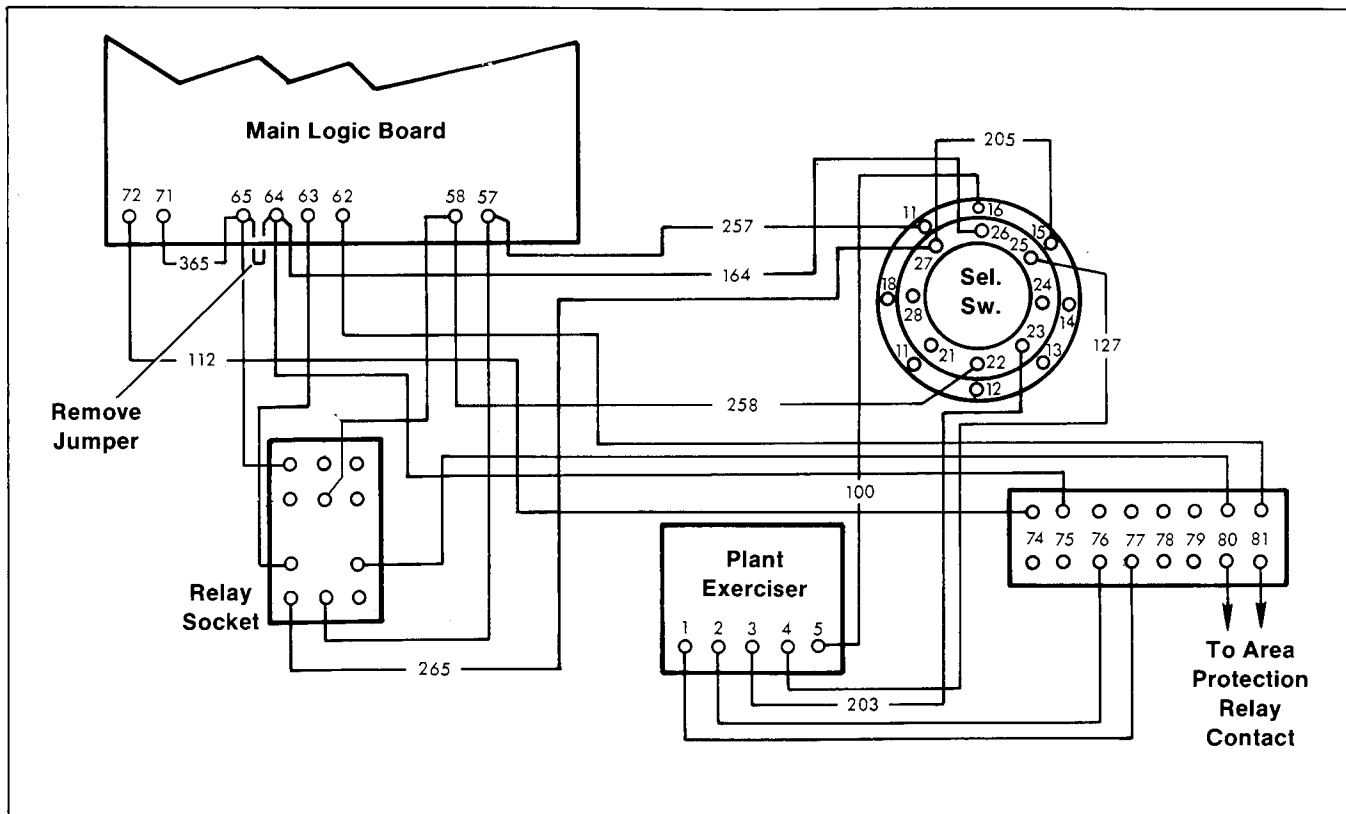 Main Logic Board
72 71 65 64 63 62 58 57
365
Remove
Jumper
112
257
164
258
205
127
11 16 15
27 26 25
18 28 24 14
Sel.
Sw.
11 21 22 23 13
12
Relay
Socket
265
100
Plant
Exerciser
1 2 3 4 5
203
74 75 76 77 78 79 80 81
To Area
Protection
Relay
Contact